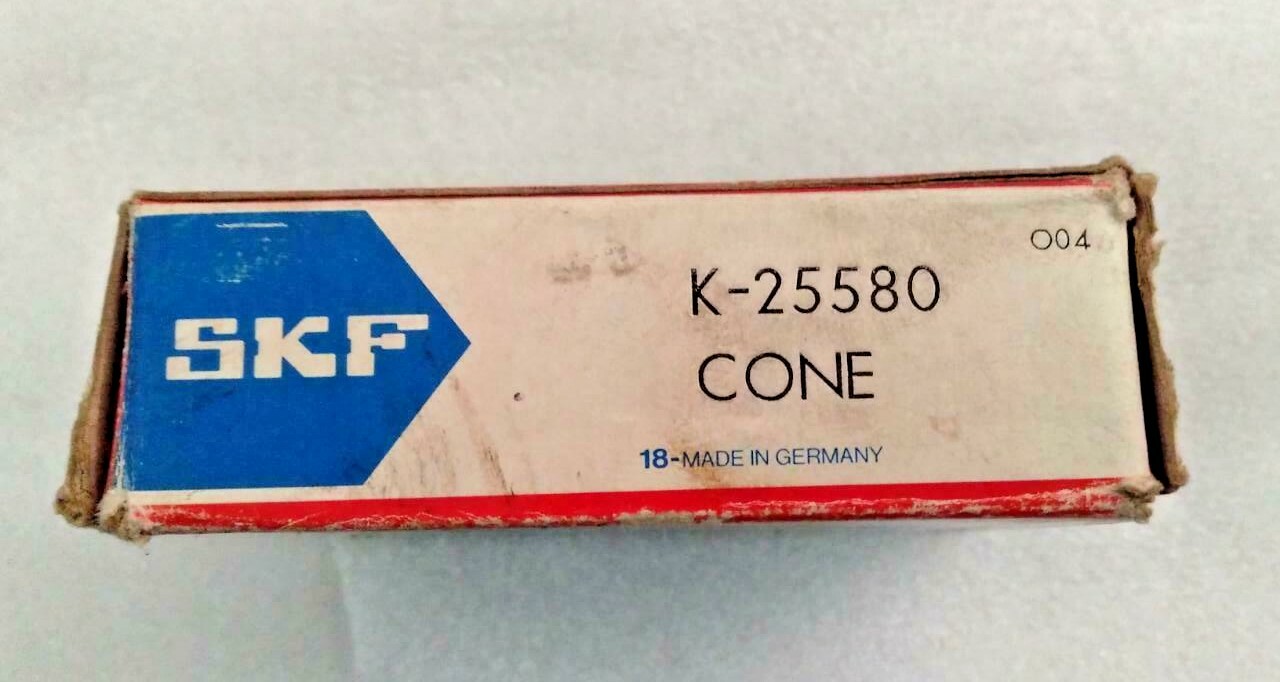 SKF
004
K-25580
CONE
18-MADE IN GERMANY